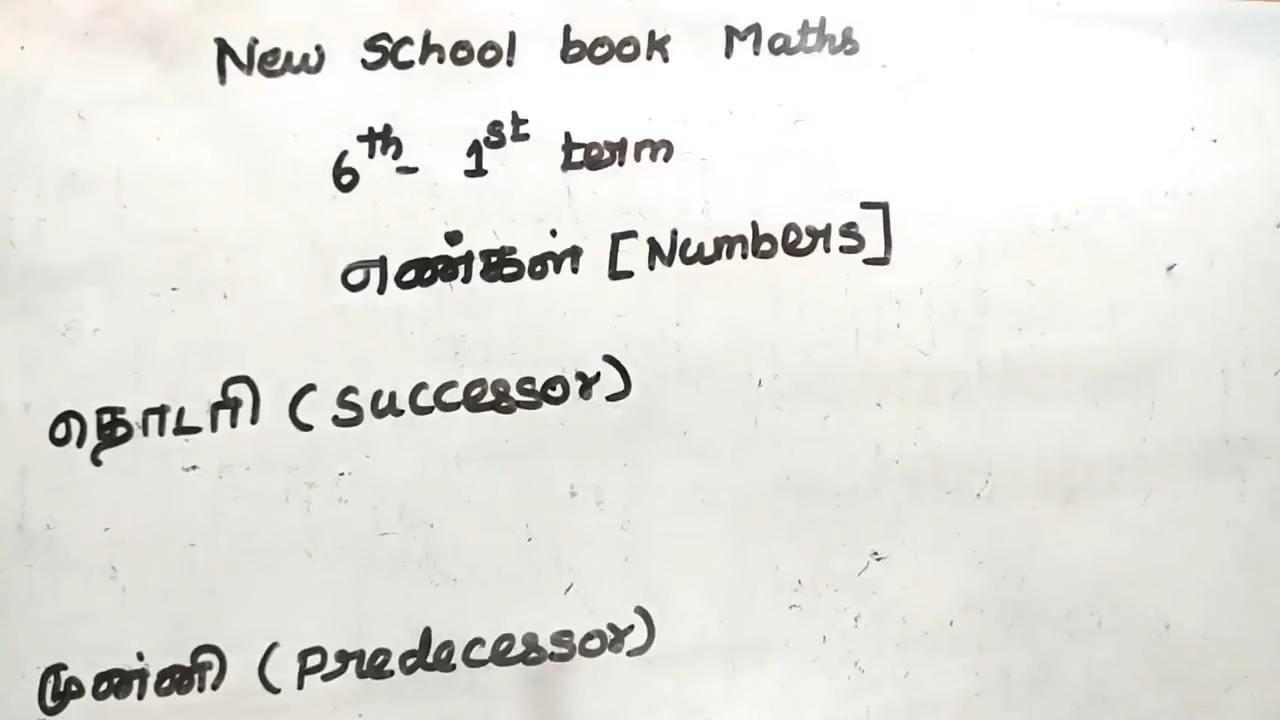 New School book Maths
6th - 1st term
எண்கள் [Numbers]
தொடரி (Successor)
முன்னி (Predecessor)